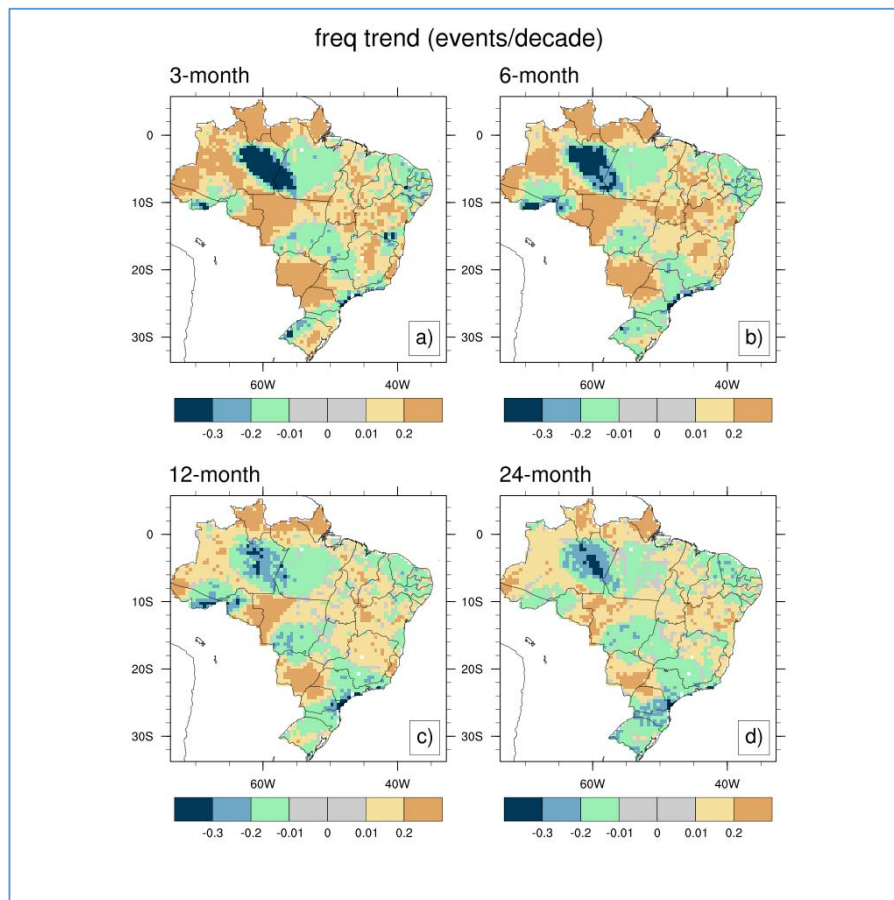 freq trend (events/decade)
3-month
6-month
0
10S
20S
30S
a)
60W
40W
0
10S
20S
30S
b)
60W
40W
-0.3 -0.2 -0.01 0 0.01 0.2
-0.3 -0.2 -0.01 0 0.01 0.2
12-month
24-month
0
10S
20S
30S
c)
60W
40W
0
10S
20S
30S
d)
60W
40W
-0.3 -0.2 -0.01 0 0.01 0.2
-0.3 -0.2 -0.01 0 0.01 0.2